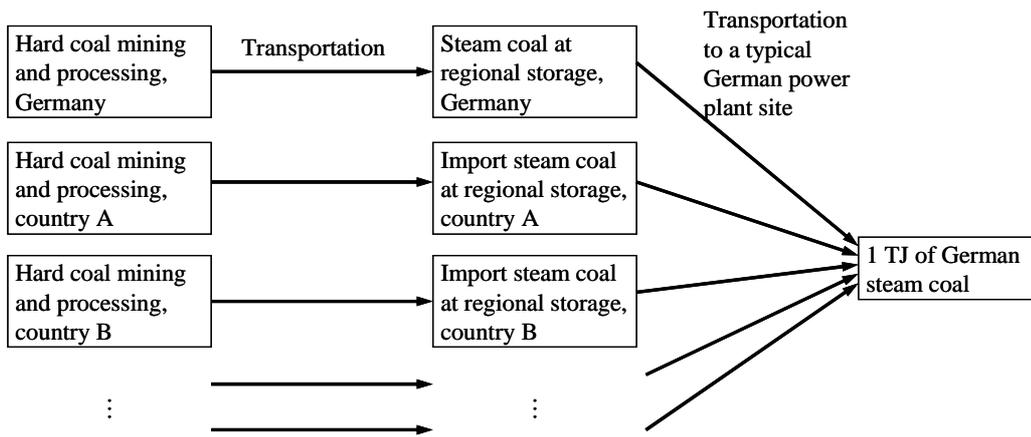 Hard coal mining
and processing,
Germany
Transportation
Steam coal at
regional storage,
Germany
Transportation
to a typical
German power
plant site
Hard coal mining
and processing,
country A
Import steam coal
at regional storage,
country A
Hard coal mining
and processing,
country B
Import steam coal
at regional storage,
country B
1 TJ of German
steam coal
⋮
⋮